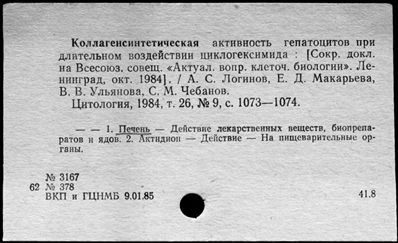 Коллагенсинтетическая активность гепатоцитов при
длительном воздействии циклогексимида : [Сокр. докл.
на Всесоюз. совещ. «Актуал. вопр. клеточ. биологии». Ле-
нинград, окт. 1984]. / А. С. Логинов, Е. Д. Макарьева,
В. В. Ульянова, С. М. Чебанов.
Цитология, 1984, т. 26, № 9, с. 1073—1074.
— — 1. Печень — Действие лекарственных веществ, биопрепа-
ратов и ядов. 2. Актидион — Действие — На пищеварительные ор-
ганы.
№ 3167
62 № 378
ВКП и ГЦНМБ 9.01.85
41.8